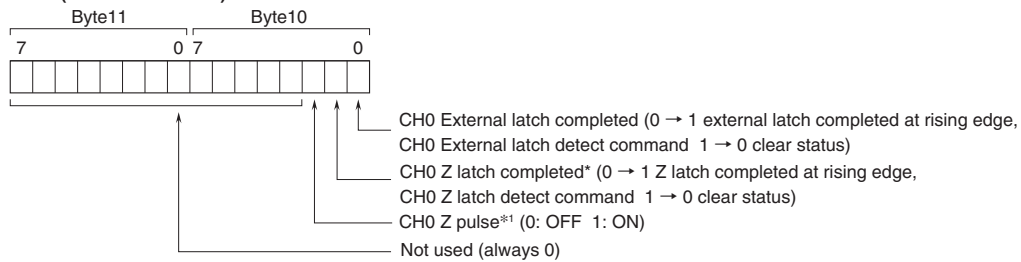 Byte11 Byte10
7 0 7 0
CH0 External latch completed (0 → 1 external latch completed at rising edge,
CH0 External latch detect command 1 → 0 clear status)
CH0 Z latch completed* (0 → 1 Z latch completed at rising edge,
CH0 Z latch detect command 1 → 0 clear status)
CH0 Z pulse*1 (0: OFF 1: ON)
Not used (always 0)